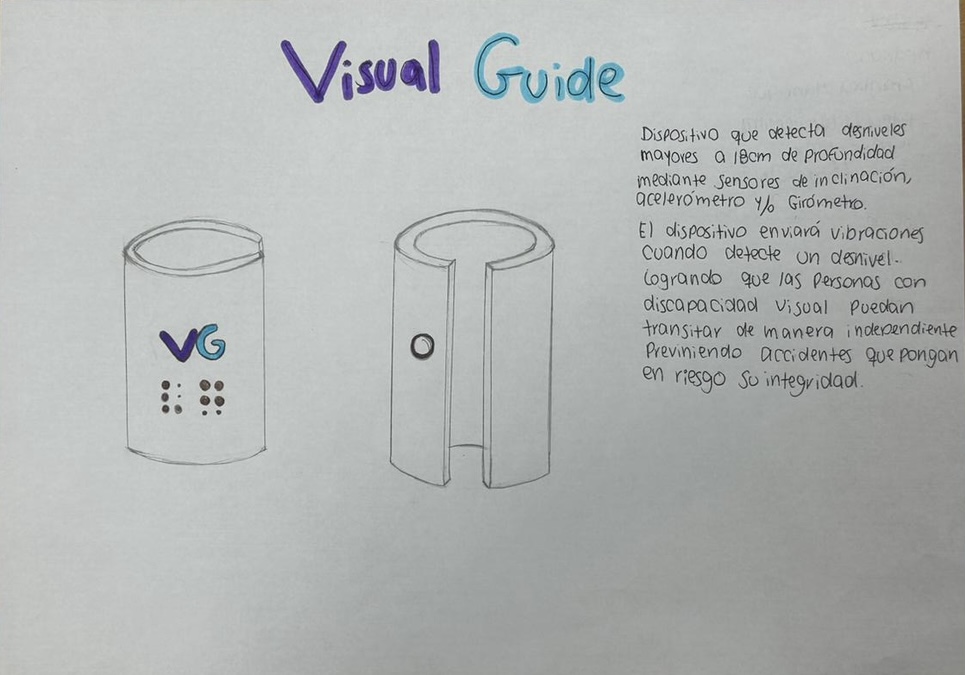 Visual Guide
Dispositivo que detecta desniveles
mayores a 18cm de profundidad
mediante sensores de inclinación,
acelerómetro y/o Girómetro.
El dispositivo enviará vibraciones
cuando detecte un desnivel.
Logrando que las personas con
discapacidad visual puedan
transitar de manera independiente
Previniendo accidentes que pongan
en riesgo su integridad.
VG
⠧ ⠛